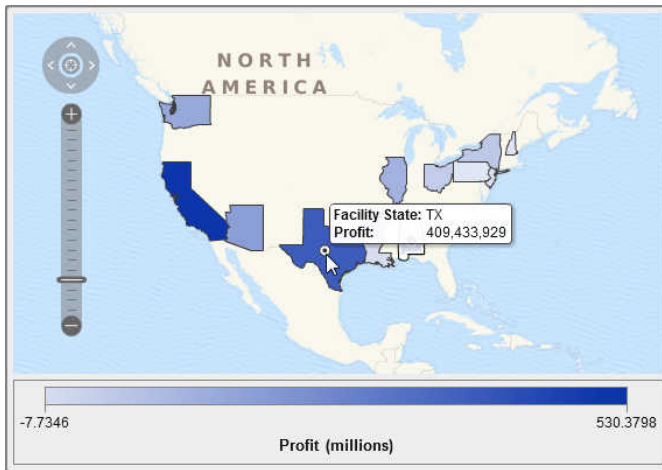 NORTH
AMERICA
Facility State: TX
Profit: 409,433,929
-7.7346 530.3798
Profit (millions)